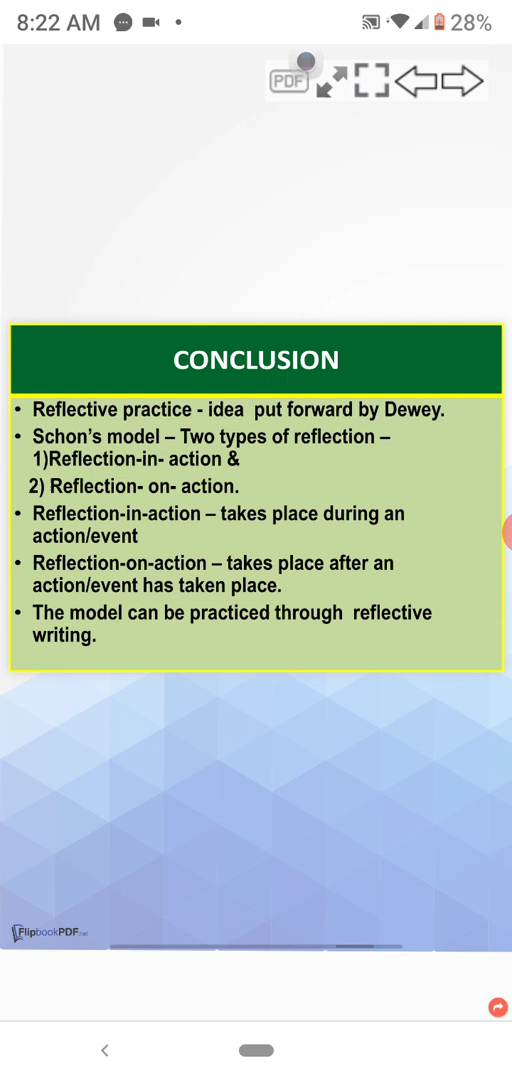 8:22 AM
28%
PDF
CONCLUSION
• Reflective practice - idea  put forward by Dewey.
• Schon's model – Two types of reflection –
1)Reflection-in- action &
2) Reflection- on- action.
• Reflection-in-action – takes place during an
action/event
• Reflection-on-action – takes place after an
action/event has taken place.
• The model can be practiced through  reflective
writing.
FlipbookPDF.net